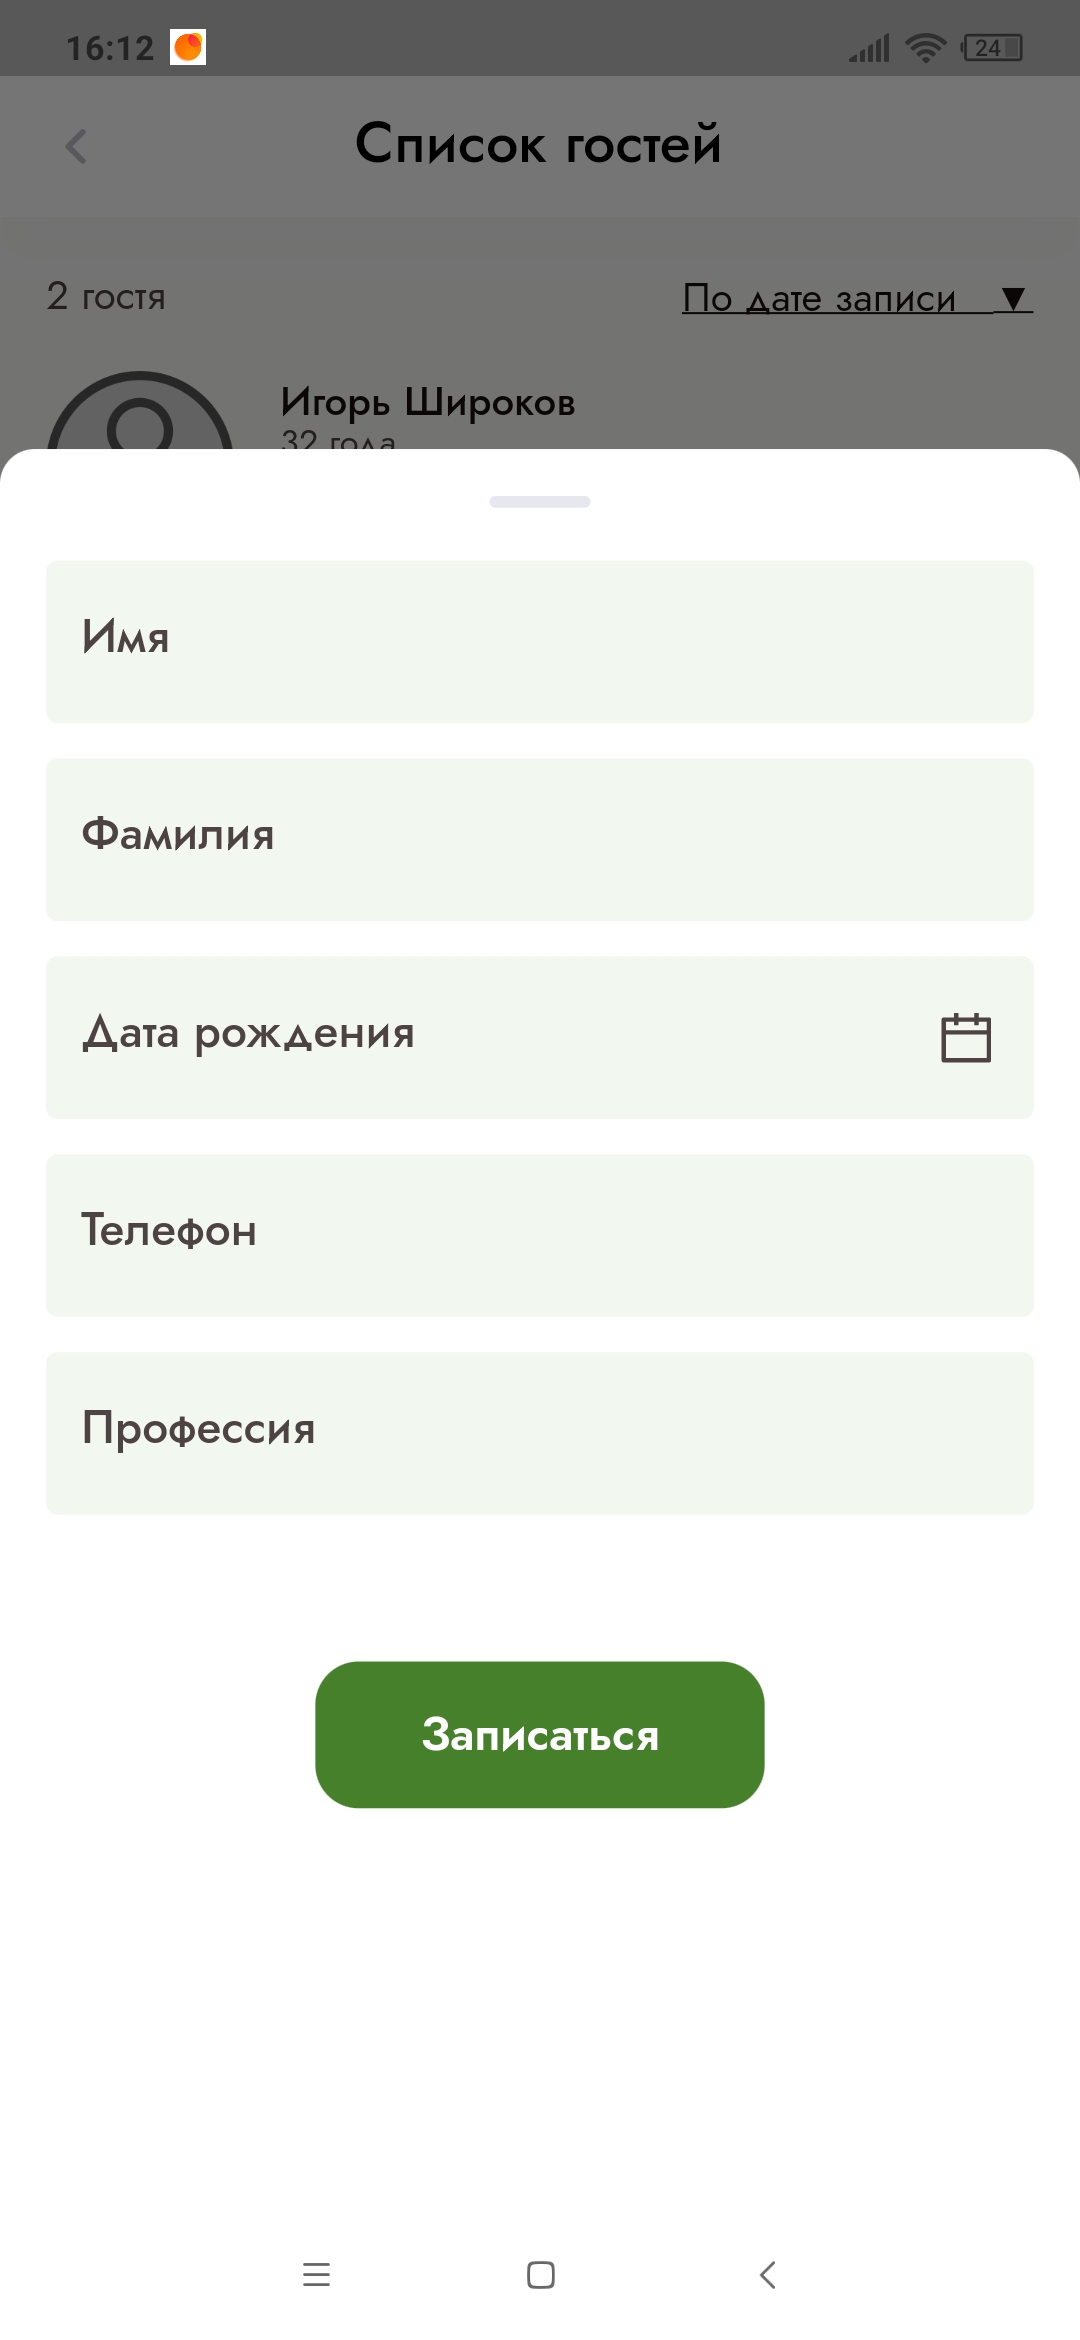 16:12
24
Список гостей
2 гостя
По дате записи ▼
Игорь Широков
32 года
Имя
Фамилия
Дата рождения
Телефон
Профессия
Записаться